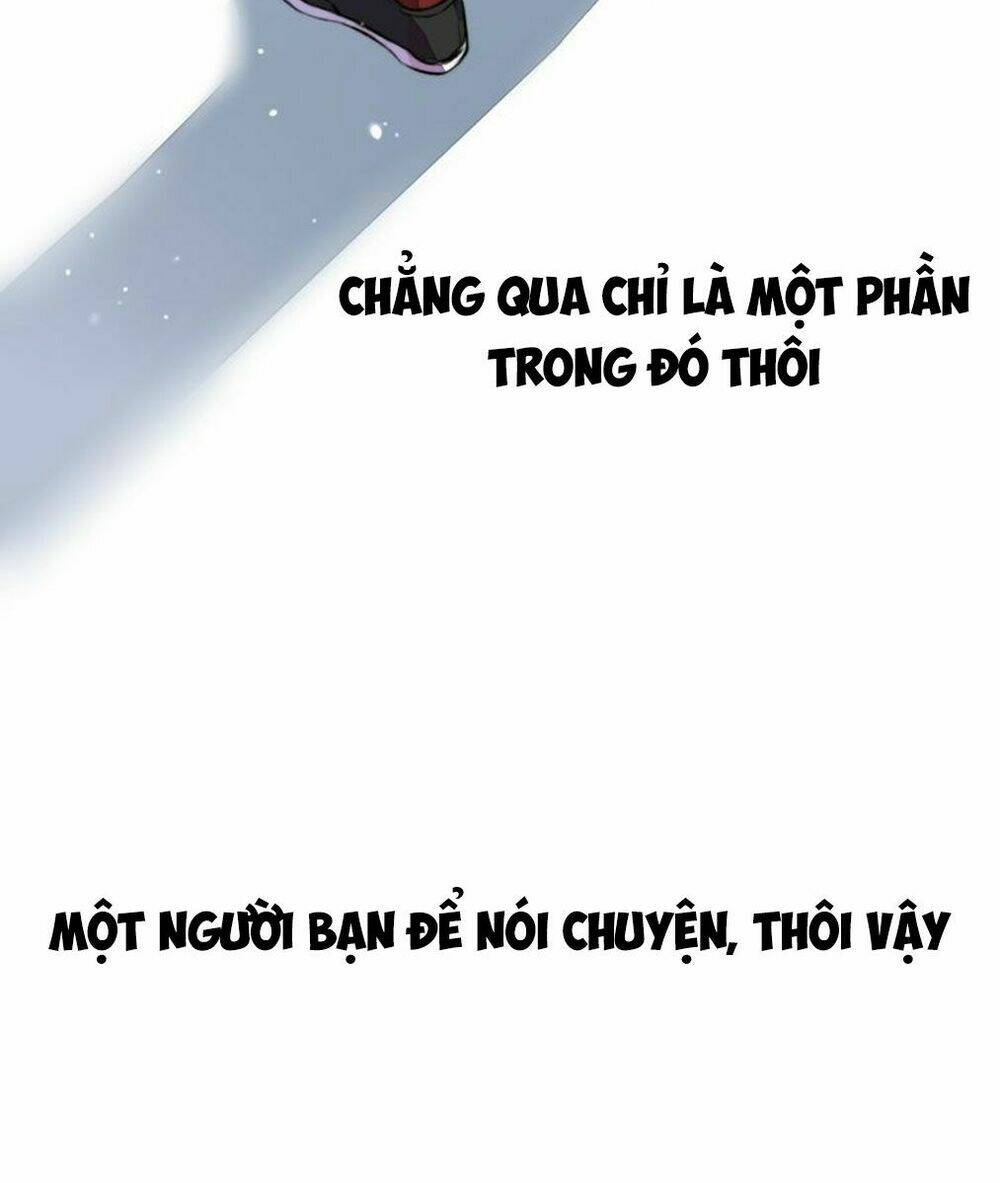 CHẲNG QUA CHỈ LÀ MỘT PHẦN
TRONG ĐÓ THÔI
MỘT NGƯỜI BẠN ĐỂ NÓI CHUYỆN, THÔI VẬY